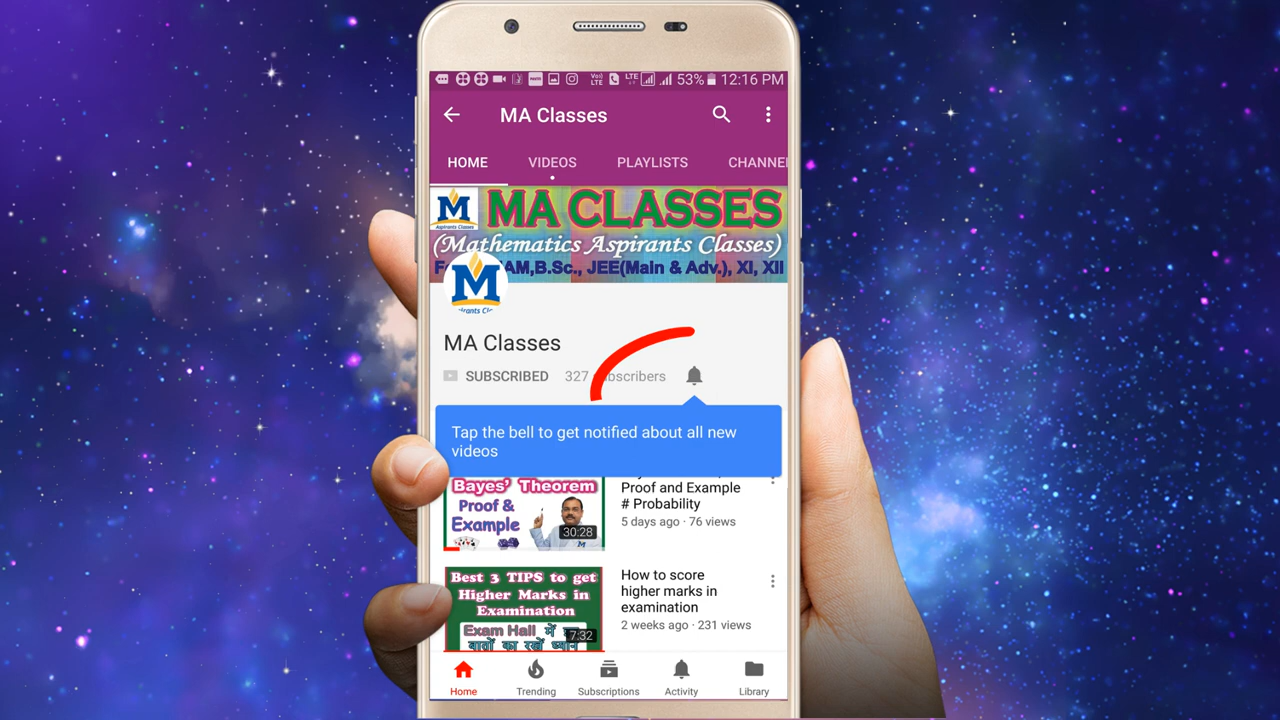 53% 12:16 PM
MA Classes
HOME VIDEOS PLAYLISTS CHANNE
M MA CLASSES
Aspirants Classes
(Mathematics Aspirants Classes)
AM,B.Sc., JEE(Main & Adv.), XI, XII
M
MA Classes
SUBSCRIBED 327 subscribers
Tap the bell to get notified about all new
videos
Bayes' Theorem
Proof &
Example
30:28
Proof and Example
# Probability
5 days ago · 76 views
Best 3 TIPS to get
Higher Marks in
Examination
Exam Hall में
बातों का रखें ध्यान
7:32
How to score
higher marks in
examination
2 weeks ago · 231 views
Home Trending Subscriptions Activity Library